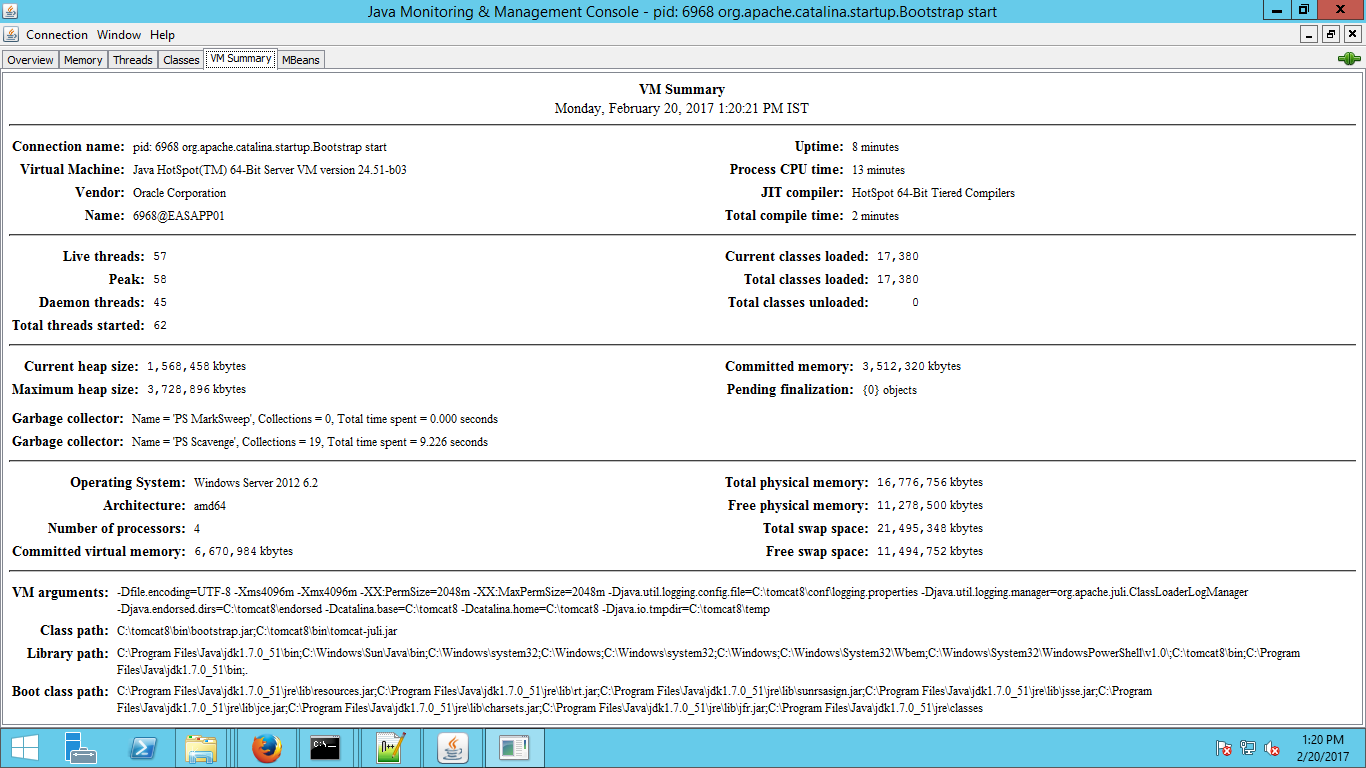 Java Monitoring & Management Console - pid: 6968 org.apache.catalina.startup.Bootstrap start
Connection Window Help
Overview Memory Threads Classes VM Summary MBeans
VM Summary
Monday, February 20, 2017 1:20:21 PM IST
Connection name: pid: 6968 org.apache.catalina.startup.Bootstrap start
Uptime: 8 minutes
Virtual Machine: Java HotSpot(TM) 64-Bit Server VM version 24.51-b03
Process CPU time: 13 minutes
Vendor: Oracle Corporation
JIT compiler: HotSpot 64-Bit Tiered Compilers
Name: 6968@EASAPP01
Total compile time: 2 minutes
Live threads: 57
Current classes loaded: 17,380
Peak: 58
Total classes loaded: 17,380
Daemon threads: 45
Total classes unloaded: 0
Total threads started: 62
Current heap size: 1,568,458 kbytes
Committed memory: 3,512,320 kbytes
Maximum heap size: 3,728,896 kbytes
Pending finalization: {0} objects
Garbage collector: Name = 'PS MarkSweep', Collections = 0, Total time spent = 0.000 seconds
Garbage collector: Name = 'PS Scavenge', Collections = 19, Total time spent = 9.226 seconds
Operating System: Windows Server 2012 6.2
Total physical memory: 16,776,756 kbytes
Architecture: amd64
Free physical memory: 11,278,500 kbytes
Number of processors: 4
Total swap space: 21,495,348 kbytes
Committed virtual memory: 6,670,984 kbytes
Free swap space: 11,494,752 kbytes
VM arguments: -Dfile.encoding=UTF-8 -Xms4096m -Xmx4096m -XX:PermSize=2048m -XX:MaxPermSize=2048m -Djava.util.logging.config.file=C:\tomcat8\conf\logging.properties -Djava.util.logging.manager=org.apache.juli.ClassLoaderLogManager
-Djava.endorsed.dirs=C:\tomcat8\endorsed -Dcatalina.base=C:\tomcat8 -Dcatalina.home=C:\tomcat8 -Djava.io.tmpdir=C:\tomcat8\temp
Class path: C:\tomcat8\bin\bootstrap.jar;C:\tomcat8\bin\tomcat-juli.jar
Library path: C:\Program Files\Java\jdk1.7.0_51\bin;C:\Windows\Sun\Java\bin;C:\Windows\system32;C:\Windows;C:\Windows\system32;C:\Windows;C:\Windows\System32\Wbem;C:\Windows\System32\WindowsPowerShell\v1.0\;C:\tomcat8\bin;C:\Program
Files\Java\jdk1.7.0_51\bin;.
Boot class path: C:\Program Files\Java\jdk1.7.0_51\jre\lib\resources.jar;C:\Program Files\Java\jdk1.7.0_51\jre\lib\rt.jar;C:\Program Files\Java\jdk1.7.0_51\jre\lib\sunrsasign.jar;C:\Program Files\Java\jdk1.7.0_51\jre\lib\jsse.jar;C:\Program
Files\Java\jdk1.7.0_51\jre\lib\jce.jar;C:\Program Files\Java\jdk1.7.0_51\jre\lib\charsets.jar;C:\Program Files\Java\jdk1.7.0_51\jre\lib\jfr.jar;C:\Program Files\Java\jdk1.7.0_51\jre\classes
1:20 PM
2/20/2017